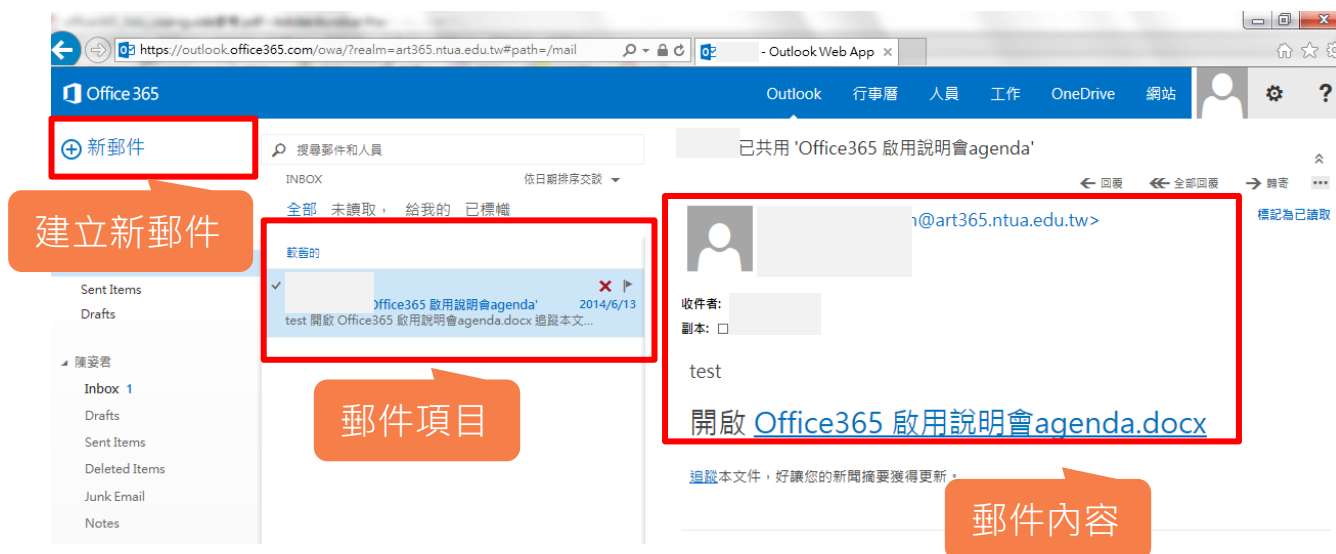 https://outlook.office365.com/owa/?realm=art365.ntua.edu.tw#path=/mail
- Outlook Web App ×
Office 365
Outlook 行事曆 人員 工作 OneDrive 網站 ?
新郵件
建立新郵件
Sent Items
Drafts
陳姿君
Inbox 1
Drafts
Sent Items
Deleted Items
Junk Email
Notes
搜尋郵件和人員
INBOX 依日期排序交談
全部 未讀取, 給我的 已標幟
較舊的
Office365 啟用說明會agenda' 2014/6/13
test 開啟 Office365 啟用說明會agenda.docx 追蹤本文...
郵件項目
已共用 'Office365 啟用說明會agenda'
回覆 全部回覆 轉寄 ...
標記為已讀取
@art365.ntua.edu.tw>
收件者:
副本:
test
開啟 Office365 啟用說明會agenda.docx
追蹤本文件，好讓您的新聞摘要獲得更新。
郵件內容